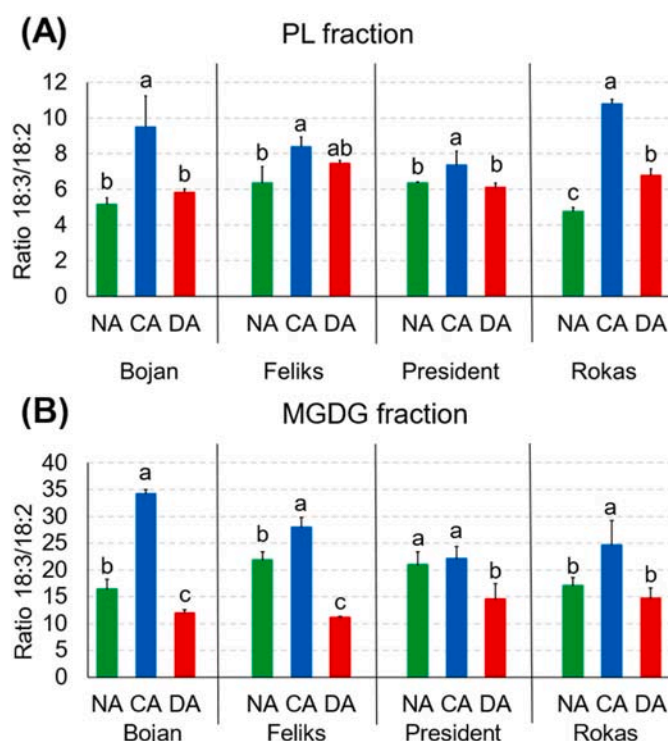 (A) PL fraction
Ratio 18:3/18:2
12
10
8
6
4
2
0
b a b b a ab b a b c a b
NA CA DA NA CA DA NA CA DA NA CA DA
Bojan Feliks President Rokas
(B) MGDG fraction
Ratio 18:3/18:2
40
35
30
25
20
15
10
5
0
b a c b a c a a b b a b
NA CA DA NA CA DA NA CA DA NA CA DA
Bojan Feliks President Rokas